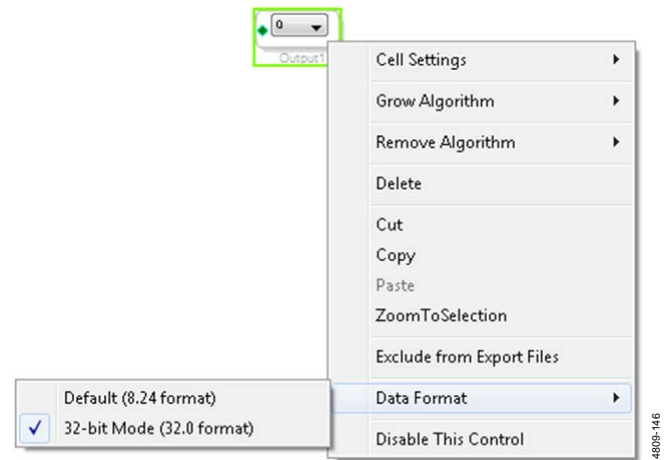 0
Output1
Cell Settings
Grow Algorithm
Remove Algorithm
Delete
Cut
Copy
Paste
ZoomToSelection
Exclude from Export Files
Data Format
Default (8.24 format)
32-bit Mode (32.0 format)
Disable This Control
4809-146